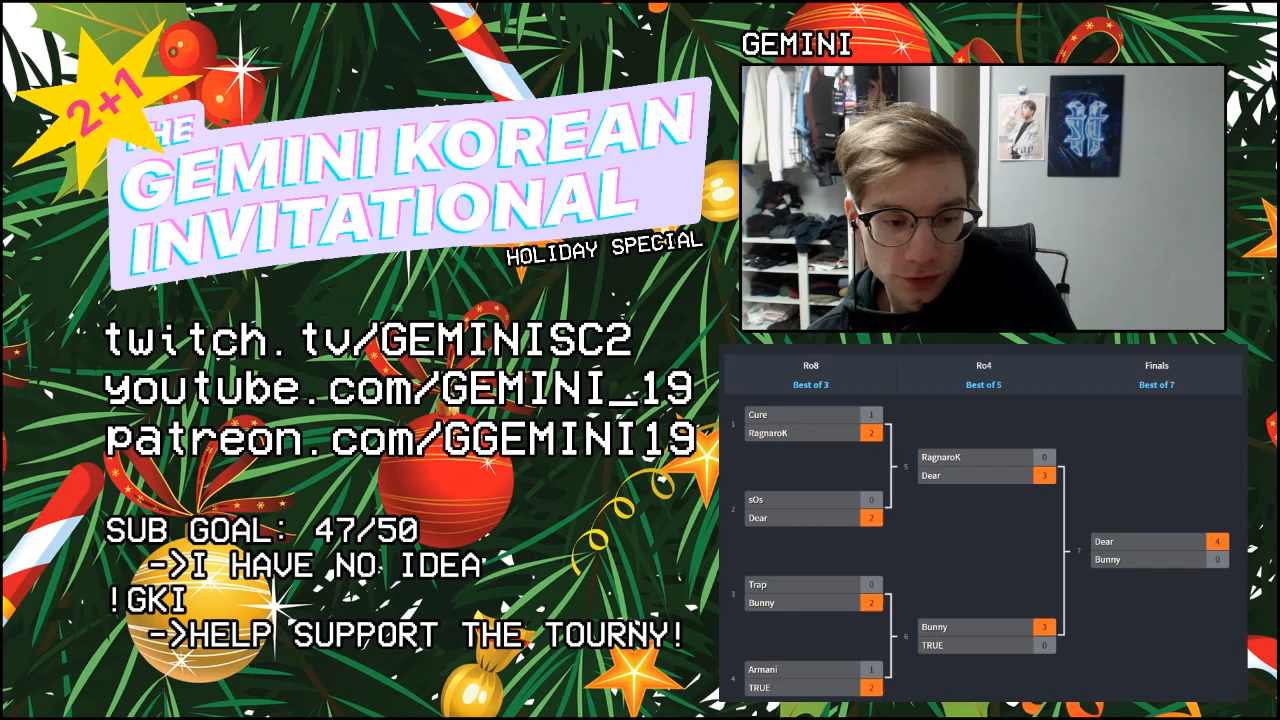 2+1
THE
GEMINI KOREAN
INVITATIONAL
HOLIDAY SPECIAL
twitch.tv/GEMINISC2
youtube.com/GEMINI_19
patreon.com/GGEMINI19
SUB GOAL: 47/50
->I HAVE NO IDEA
!GKI
->HELP SUPPORT THE TOURNY!
GEMINI
Trap
Ro8 Ro4 Finals
Best of 3 Best of 5 Best of 7
1
Cure 1
RagnaroK 2
2
sOs 0
Dear 2
3
Trap 0
Bunny 2
4
Armani 1
TRUE 2
5
RagnaroK 0
Dear 3
6
Bunny 3
TRUE 0
7
Dear 4
Bunny 0